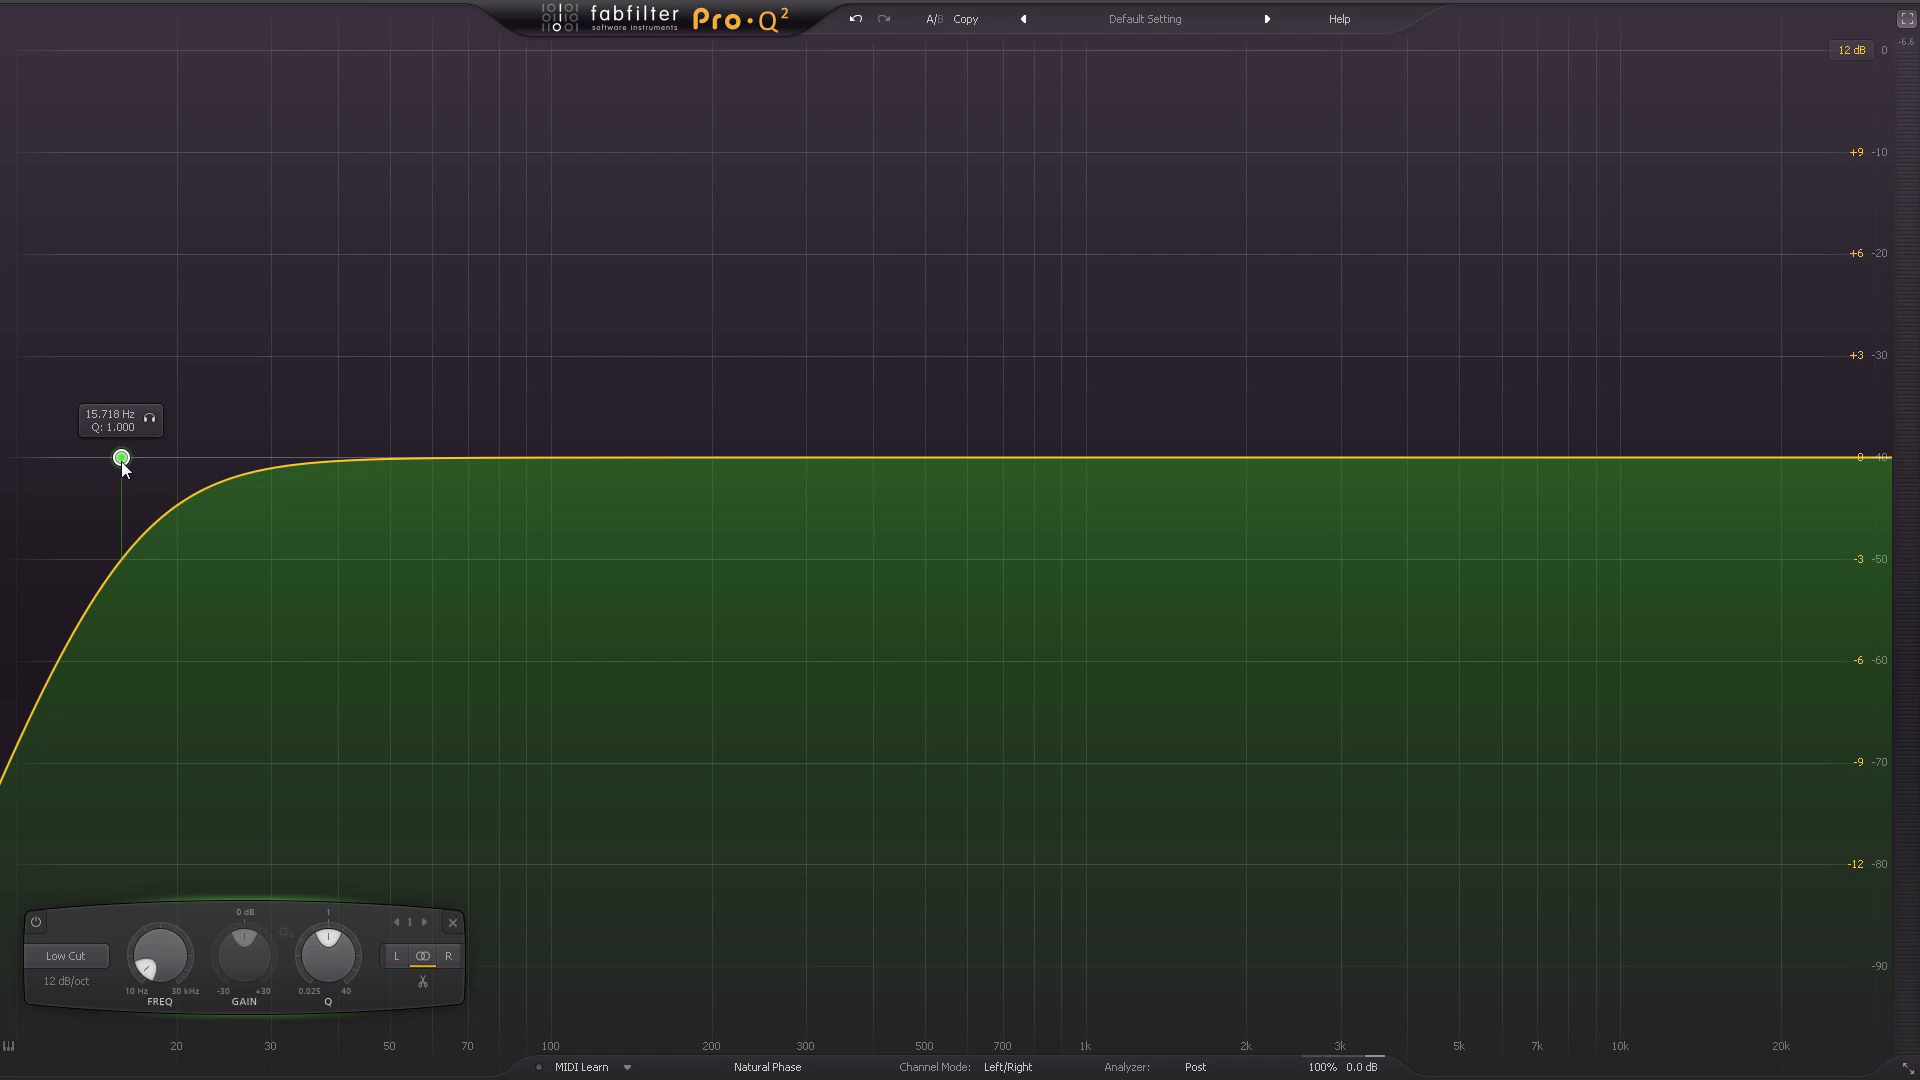 fabfilter
software instruments
Pro·Q²
A/B Copy Default Setting Help
-6.6
12 dB 0
+9 -10
+6 -20
+3 -30
15.718 Hz
Q: 1.000
0 -40
-3 -50
-6 -60
-9 -70
-12 -80
-90
0 dB 1
1
Low Cut
12 dB/oct
L R
10 Hz 30 kHz -30 +30 0.025 40
FREQ GAIN Q
20 30 50 70 100 200 300 500 700 1k 2k 3k 5k 7k 10k 20k
MIDI Learn Natural Phase Channel Mode: Left/Right Analyzer: Post 100% 0.0 dB